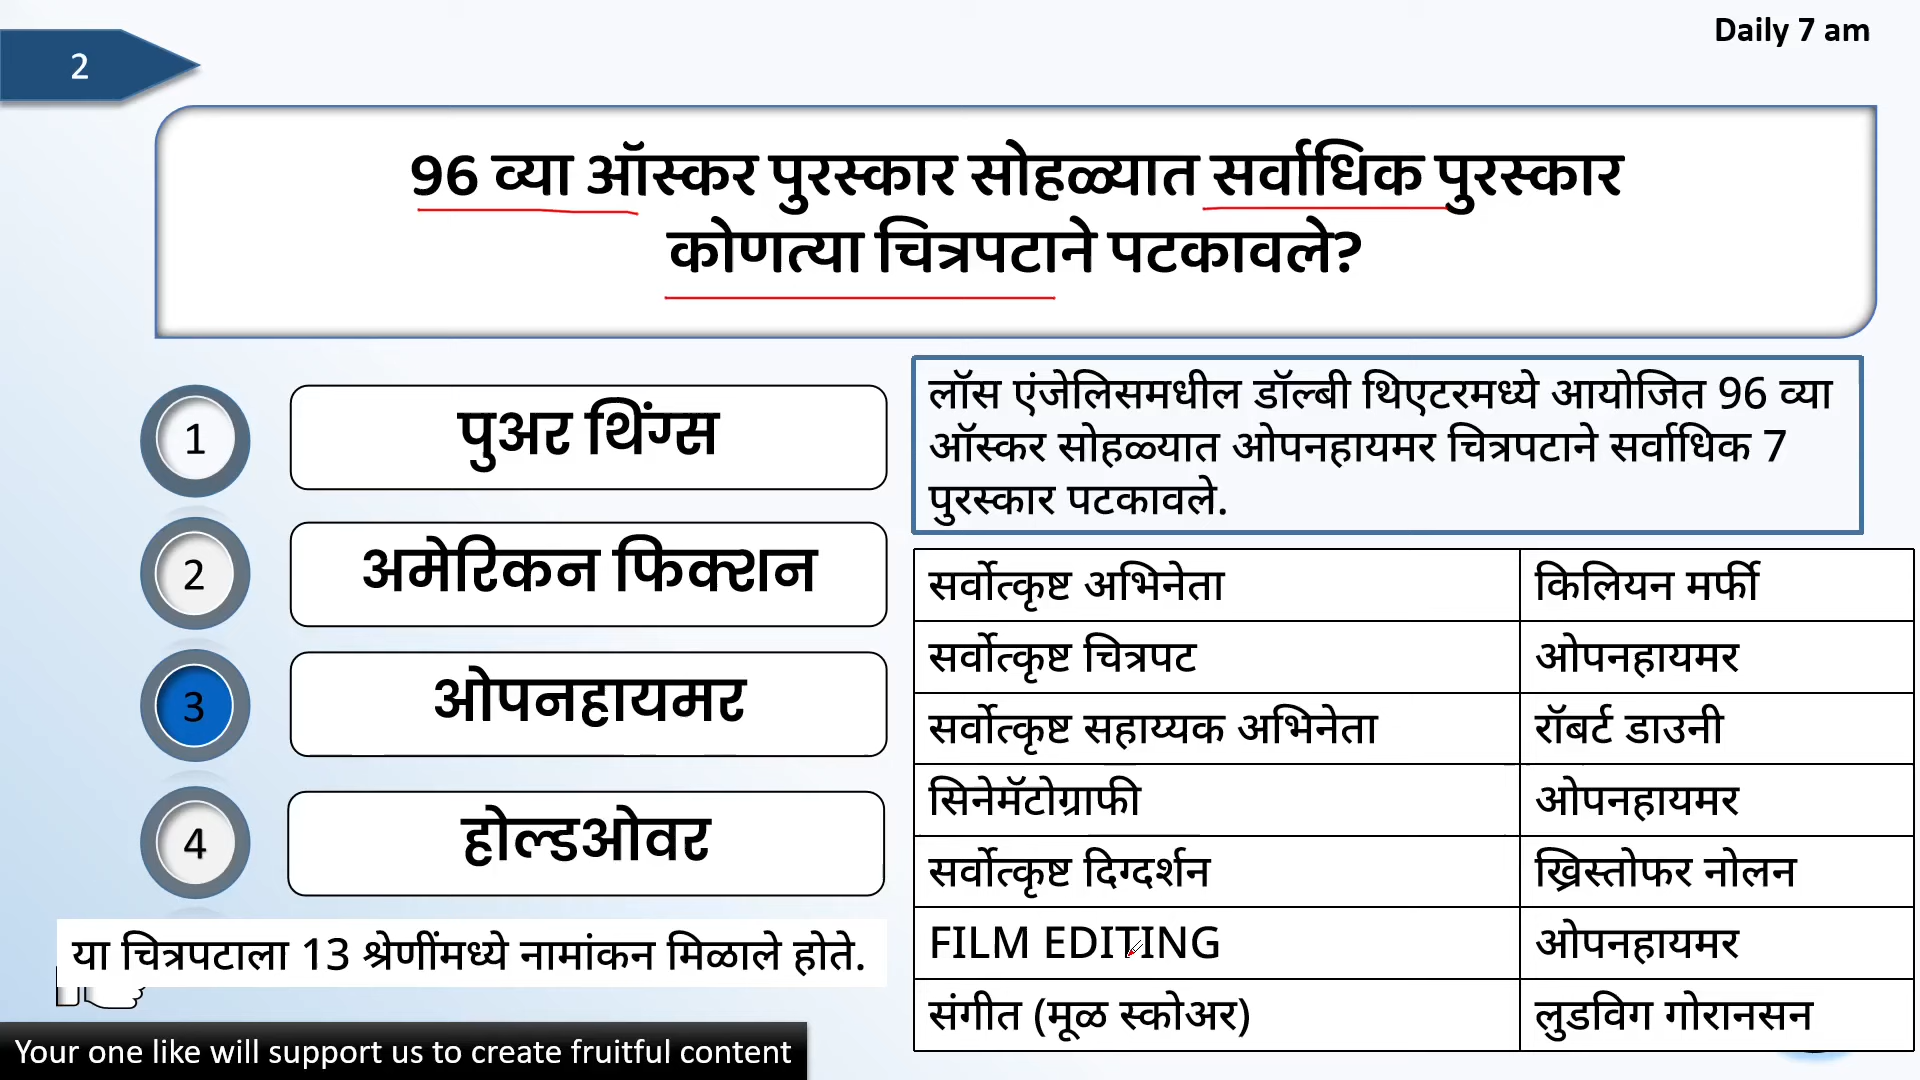 Daily 7 am
2
96 व्या ऑस्कर पुरस्कार सोहळ्यात सर्वाधिक पुरस्कार
कोणत्या चित्रपटाने पटकावले?
1 पुअर थिंग्स
2 अमेरिकन फिक्शन
3 ओपनहायमर
4 होल्डओवर
या चित्रपटाला 13 श्रेणींमध्ये नामांकन मिळाले होते.
लॉस एंजेलिसमधील डॉल्बी थिएटरमध्ये आयोजित 96 व्या
ऑस्कर सोहळ्यात ओपनहायमर चित्रपटाने सर्वाधिक 7
पुरस्कार पटकावले.
सर्वोत्कृष्ट अभिनेता किलियन मर्फी
सर्वोत्कृष्ट चित्रपट ओपनहायमर
सर्वोत्कृष्ट सहाय्यक अभिनेता रॉबर्ट डाउनी
सिनेमॅटोग्राफी ओपनहायमर
सर्वोत्कृष्ट दिग्दर्शन ख्रिस्तोफर नोलन
FILM EDITING ओपनहायमर
संगीत (मूळ स्कोअर) लुडविग गोरानसन
Your one like will support us to create fruitful content